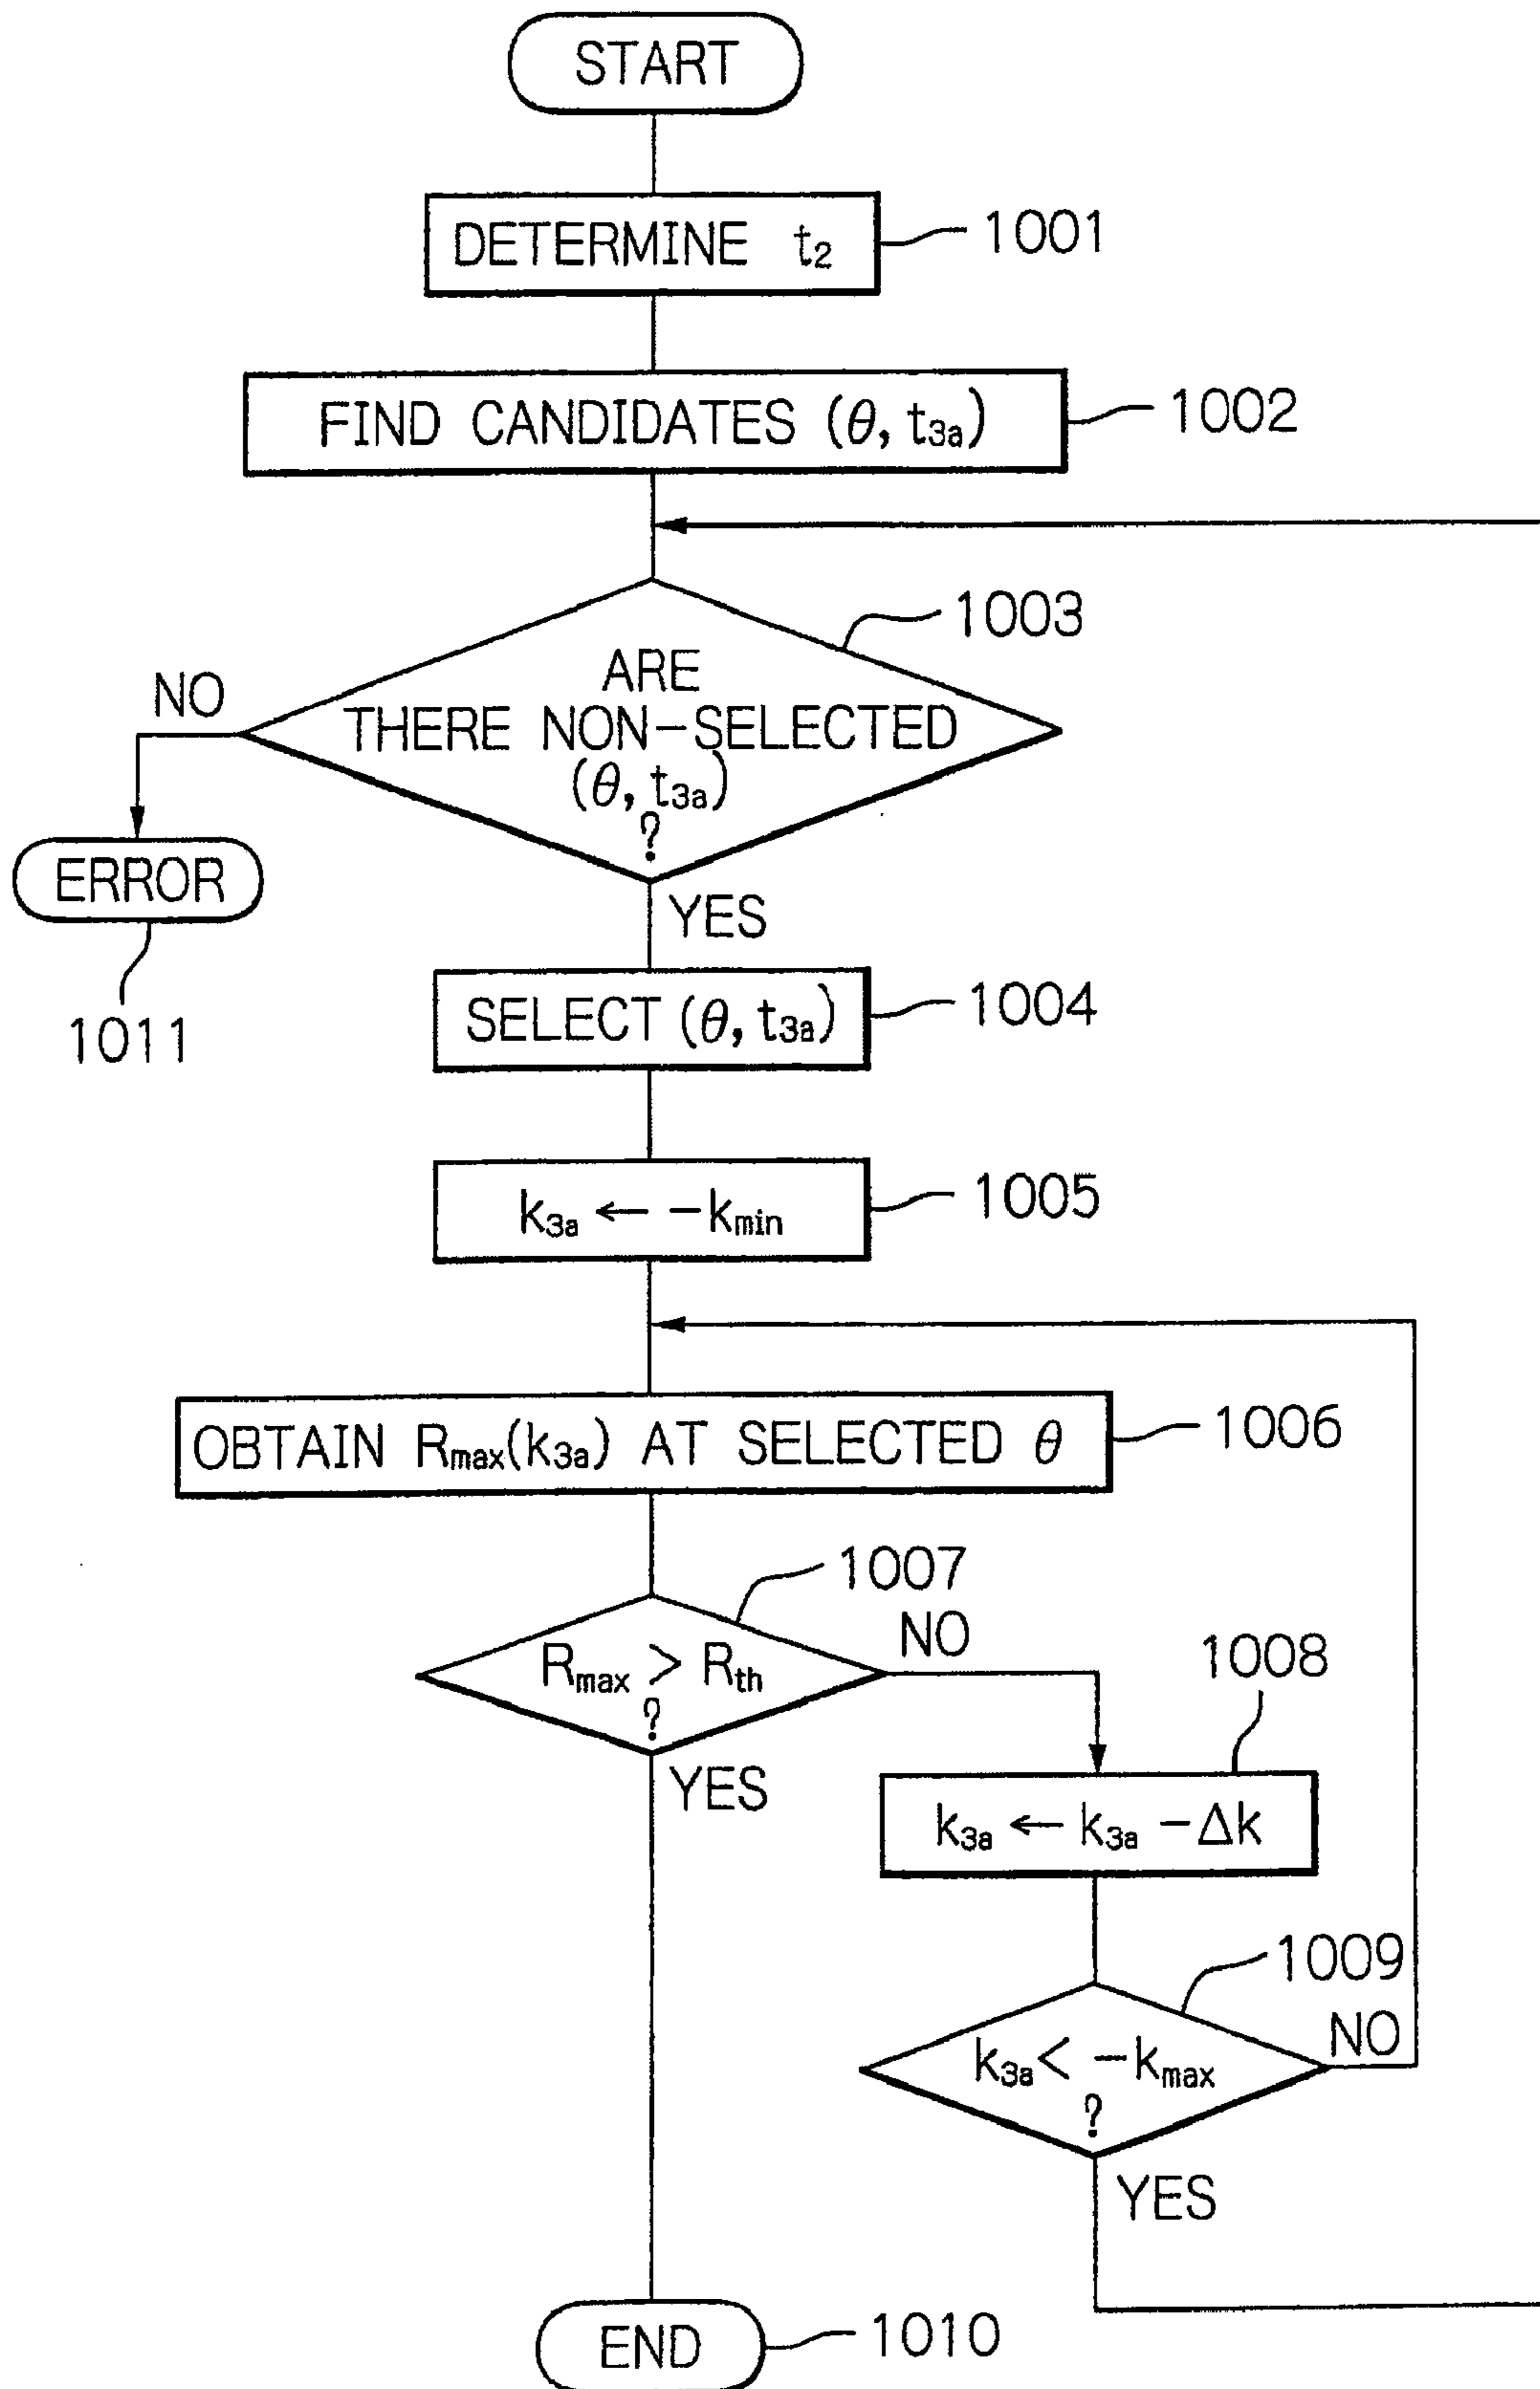 START
DETERMINE t₂
1001
FIND CANDIDATES (θ, t₃ₐ)
1002
1003
ARE
THERE NON-SELECTED
(θ, t₃ₐ)
?
NO
ERROR
1011
YES
SELECT (θ, t₃ₐ)
1004
k₃ₐ ← -kmin
1005
OBTAIN Rmax(k₃ₐ) AT SELECTED θ
1006
1007
Rmax > Rth
?
NO
YES
1008
k₃ₐ ← k₃ₐ -Δk
1009
k₃ₐ < -kmax
?
NO
YES
END
1010